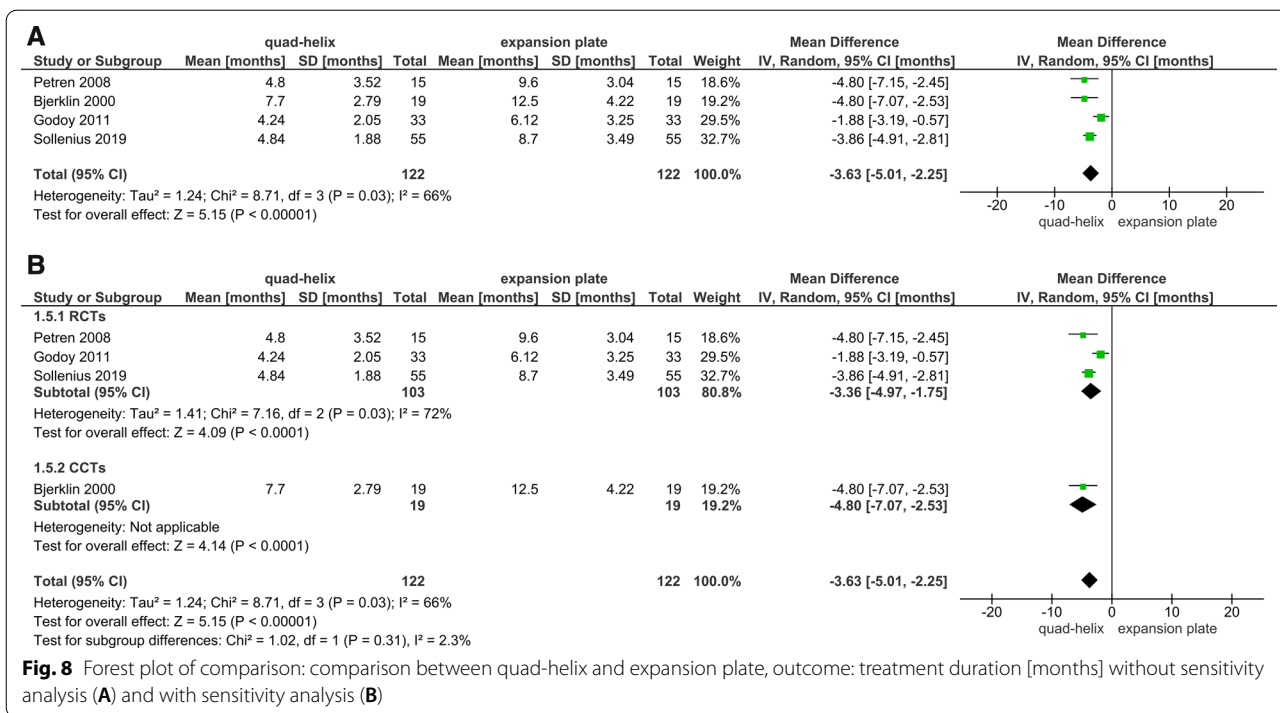 A
quad-helix expansion plate Mean Difference Mean Difference
Study or Subgroup Mean [months] SD [months] Total Mean [months] SD [months] Total Weight IV, Random, 95% CI [months] IV, Random, 95% CI [months]
Petren 2008 4.8 3.52 15 9.6 3.04 15 18.6% -4.80 [-7.15, -2.45]
Bjerklin 2000 7.7 2.79 19 12.5 4.22 19 19.2% -4.80 [-7.07, -2.53]
Godoy 2011 4.24 2.05 33 6.12 3.25 33 29.5% -1.88 [-3.19, -0.57]
Sollenius 2019 4.84 1.88 55 8.7 3.49 55 32.7% -3.86 [-4.91, -2.81]
Total (95% CI) 122 122 100.0% -3.63 [-5.01, -2.25]
Heterogeneity: Tau² = 1.24; Chi² = 8.71, df = 3 (P = 0.03); I² = 66%
Test for overall effect: Z = 5.15 (P < 0.00001)
-20 -10 0 10 20
quad-helix expansion plate
B
quad-helix expansion plate Mean Difference Mean Difference
Study or Subgroup Mean [months] SD [months] Total Mean [months] SD [months] Total Weight IV, Random, 95% CI [months] IV, Random, 95% CI [months]
1.5.1 RCTs
Petren 2008 4.8 3.52 15 9.6 3.04 15 18.6% -4.80 [-7.15, -2.45]
Godoy 2011 4.24 2.05 33 6.12 3.25 33 29.5% -1.88 [-3.19, -0.57]
Sollenius 2019 4.84 1.88 55 8.7 3.49 55 32.7% -3.86 [-4.91, -2.81]
Subtotal (95% CI) 103 103 80.8% -3.36 [-4.97, -1.75]
Heterogeneity: Tau² = 1.41; Chi² = 7.16, df = 2 (P = 0.03); I² = 72%
Test for overall effect: Z = 4.09 (P < 0.0001)
1.5.2 CCTs
Bjerklin 2000 7.7 2.79 19 12.5 4.22 19 19.2% -4.80 [-7.07, -2.53]
Subtotal (95% CI) 19 19 19.2% -4.80 [-7.07, -2.53]
Heterogeneity: Not applicable
Test for overall effect: Z = 4.14 (P < 0.0001)
Total (95% CI) 122 122 100.0% -3.63 [-5.01, -2.25]
Heterogeneity: Tau² = 1.24; Chi² = 8.71, df = 3 (P = 0.03); I² = 66%
Test for overall effect: Z = 5.15 (P < 0.00001)
Test for subgroup differences: Chi² = 1.02, df = 1 (P = 0.31), I² = 2.3%
-20 -10 0 10 20
quad-helix expansion plate
Fig. 8 Forest plot of comparison: comparison between quad-helix and expansion plate, outcome: treatment duration [months] without sensitivity
analysis (A) and with sensitivity analysis (B)